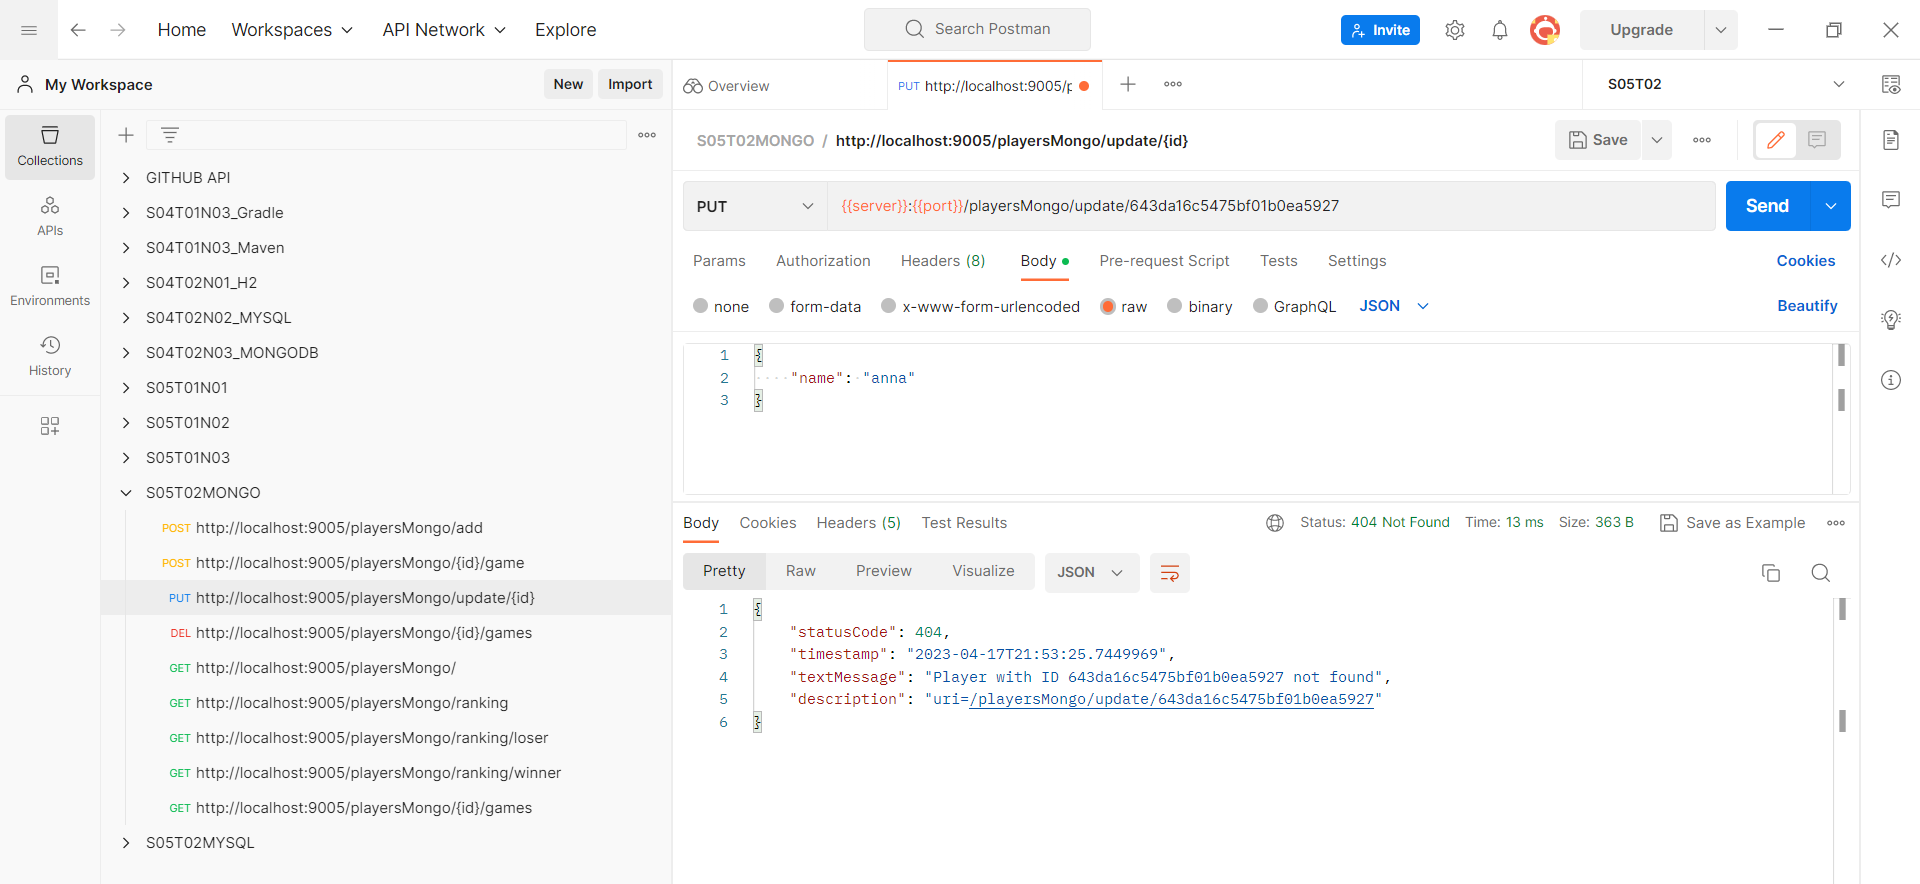 Home Workspaces API Network Explore Search Postman Invite Upgrade
My Workspace New Import Overview PUT http://localhost:9005/p S05T02
Collections
APIs
Environments
History
GITHUB API
S04T01N03_Gradle
S04T01N03_Maven
S04T02N01_H2
S04T02N02_MYSQL
S04T02N03_MONGODB
S05T01N01
S05T01N02
S05T01N03
S05T02MONGO
POST http://localhost:9005/playersMongo/add
POST http://localhost:9005/playersMongo/{id}/game
PUT http://localhost:9005/playersMongo/update/{id}
DEL http://localhost:9005/playersMongo/{id}/games
GET http://localhost:9005/playersMongo/
GET http://localhost:9005/playersMongo/ranking
GET http://localhost:9005/playersMongo/ranking/loser
GET http://localhost:9005/playersMongo/ranking/winner
GET http://localhost:9005/playersMongo/{id}/games
S05T02MYSQL
S05T02MONGO / http://localhost:9005/playersMongo/update/{id} Save
PUT {{server}}:{{port}}/playersMongo/update/643da16c5475bf01b0ea5927 Send
Params Authorization Headers (8) Body Pre-request Script Tests Settings Cookies
none form-data x-www-form-urlencoded raw binary GraphQL JSON Beautify
1 {
2 "name": "anna"
3 }
Body Cookies Headers (5) Test Results Status: 404 Not Found Time: 13 ms Size: 363 B Save as Example
Pretty Raw Preview Visualize JSON
1 {
2 "statusCode": 404,
3 "timestamp": "2023-04-17T21:53:25.7449969",
4 "textMessage": "Player with ID 643da16c5475bf01b0ea5927 not found",
5 "description": "uri=/playersMongo/update/643da16c5475bf01b0ea5927"
6 }